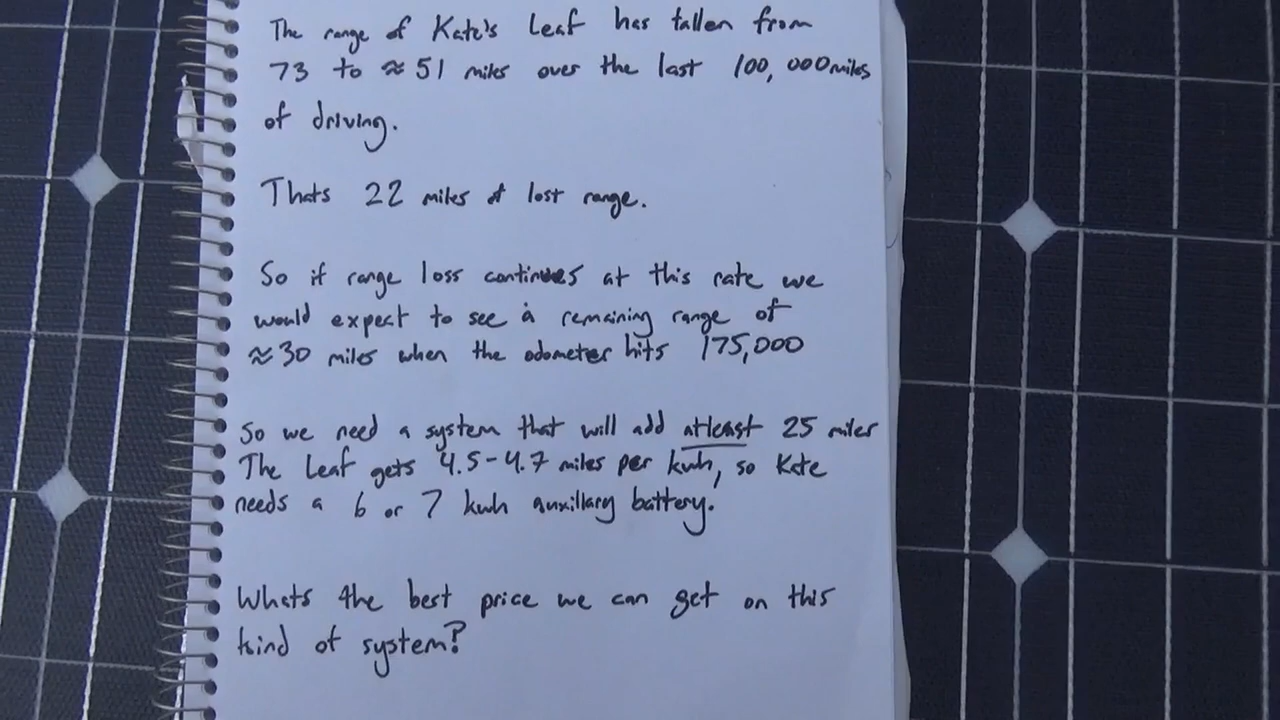 The range of Kate's Leaf has fallen from
73 to ≈ 51 miles over the last 100,000 miles
of driving.
Thats 22 miles of lost range.
So if range loss continues at this rate we
would expect to see a remaining range of
≈ 30 miles when the odometer hits 175,000
So we need a system that will add atleast 25 miles
The Leaf gets 4.5-4.7 miles per kwh, so Kate
needs a 6 or 7 kwh auxillary battery.
Whats the best price we can get on this
kind of system?